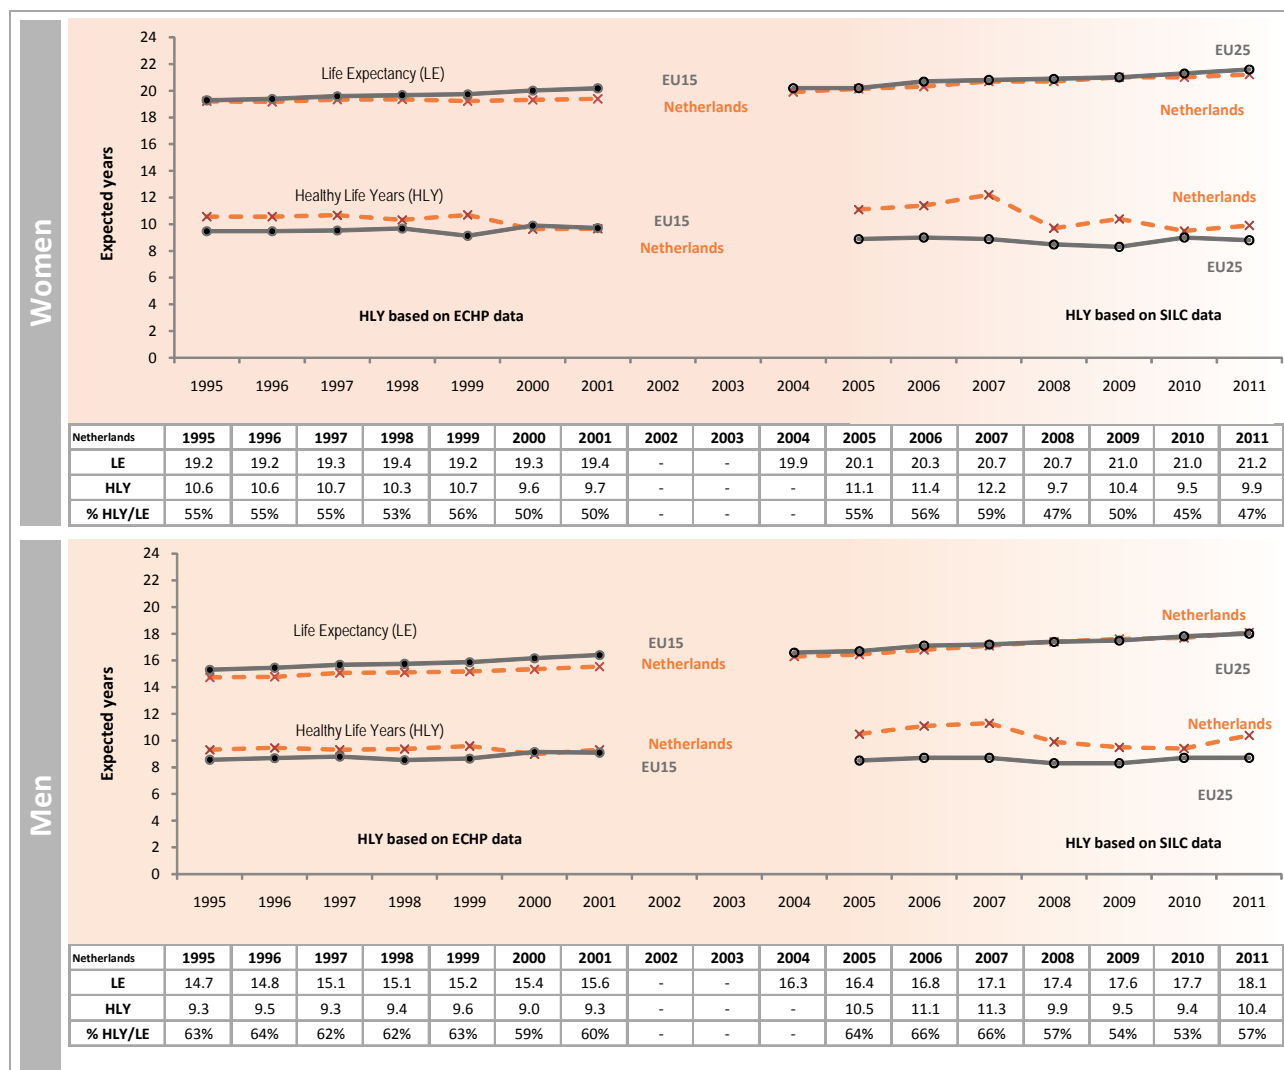 Women
Expected years
24
22
20
18
16
14
12
10
8
6
4
2
0
Life Expectancy (LE)
EU15
Netherlands
EU25
Netherlands
Healthy Life Years (HLY)
EU15
Netherlands
Netherlands
EU25
HLY based on ECHP data
HLY based on SILC data
1995 1996 1997 1998 1999 2000 2001 2002 2003 2004 2005 2006 2007 2008 2009 2010 2011
Netherlands 1995 1996 1997 1998 1999 2000 2001 2002 2003 2004 2005 2006 2007 2008 2009 2010 2011
LE 19.2 19.2 19.3 19.4 19.2 19.3 19.4 - - 19.9 20.1 20.3 20.7 20.7 21.0 21.0 21.2
HLY 10.6 10.6 10.7 10.3 10.7 9.6 9.7 - - - 11.1 11.4 12.2 9.7 10.4 9.5 9.9
% HLY/LE 55% 55% 55% 53% 56% 50% 50% - - - 55% 56% 59% 47% 50% 45% 47%
Men
Expected years
24
22
20
18
16
14
12
10
8
6
4
2
0
Life Expectancy (LE)
EU15
Netherlands
Netherlands
EU25
Healthy Life Years (HLY)
Netherlands
EU15
Netherlands
EU25
HLY based on ECHP data
HLY based on SILC data
1995 1996 1997 1998 1999 2000 2001 2002 2003 2004 2005 2006 2007 2008 2009 2010 2011
Netherlands 1995 1996 1997 1998 1999 2000 2001 2002 2003 2004 2005 2006 2007 2008 2009 2010 2011
LE 14.7 14.8 15.1 15.1 15.2 15.4 15.6 - - 16.3 16.4 16.8 17.1 17.4 17.6 17.7 18.1
HLY 9.3 9.5 9.3 9.4 9.6 9.0 9.3 - - - 10.5 11.1 11.3 9.9 9.5 9.4 10.4
% HLY/LE 63% 64% 62% 62% 63% 59% 60% - - - 64% 66% 66% 57% 54% 53% 57%